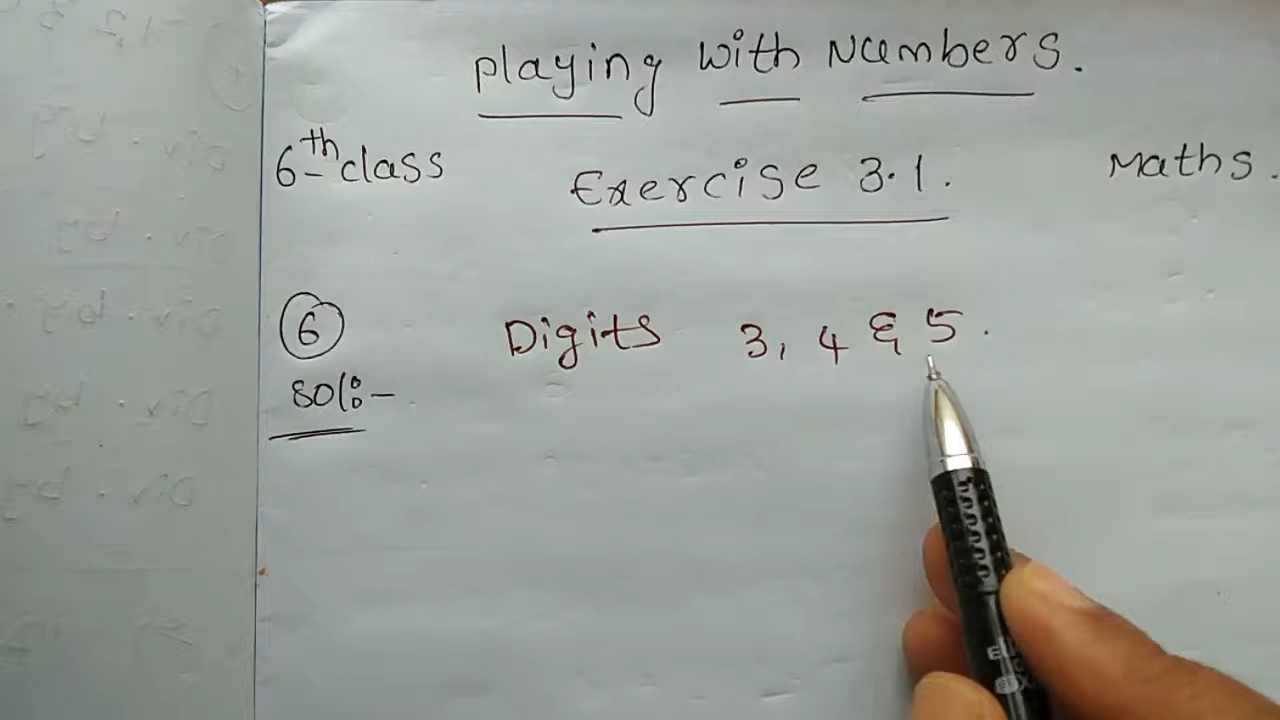 Playing with Numbers.
6th class Exercise 3.1. Maths.
6 Digits 3, 4 & 5.
Sol:-